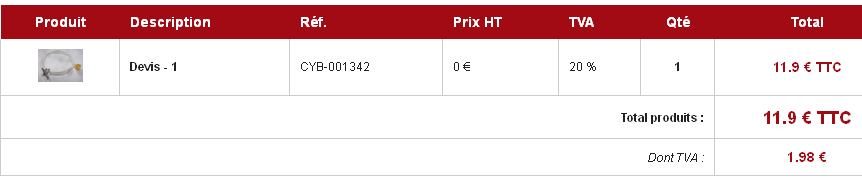 Produit Description Réf. Prix HT TVA Qté Total
Devis - 1 CYB-001342 0 € 20 % 1 11.9 € TTC
Total produits : 11.9 € TTC
Dont TVA : 1.98 €